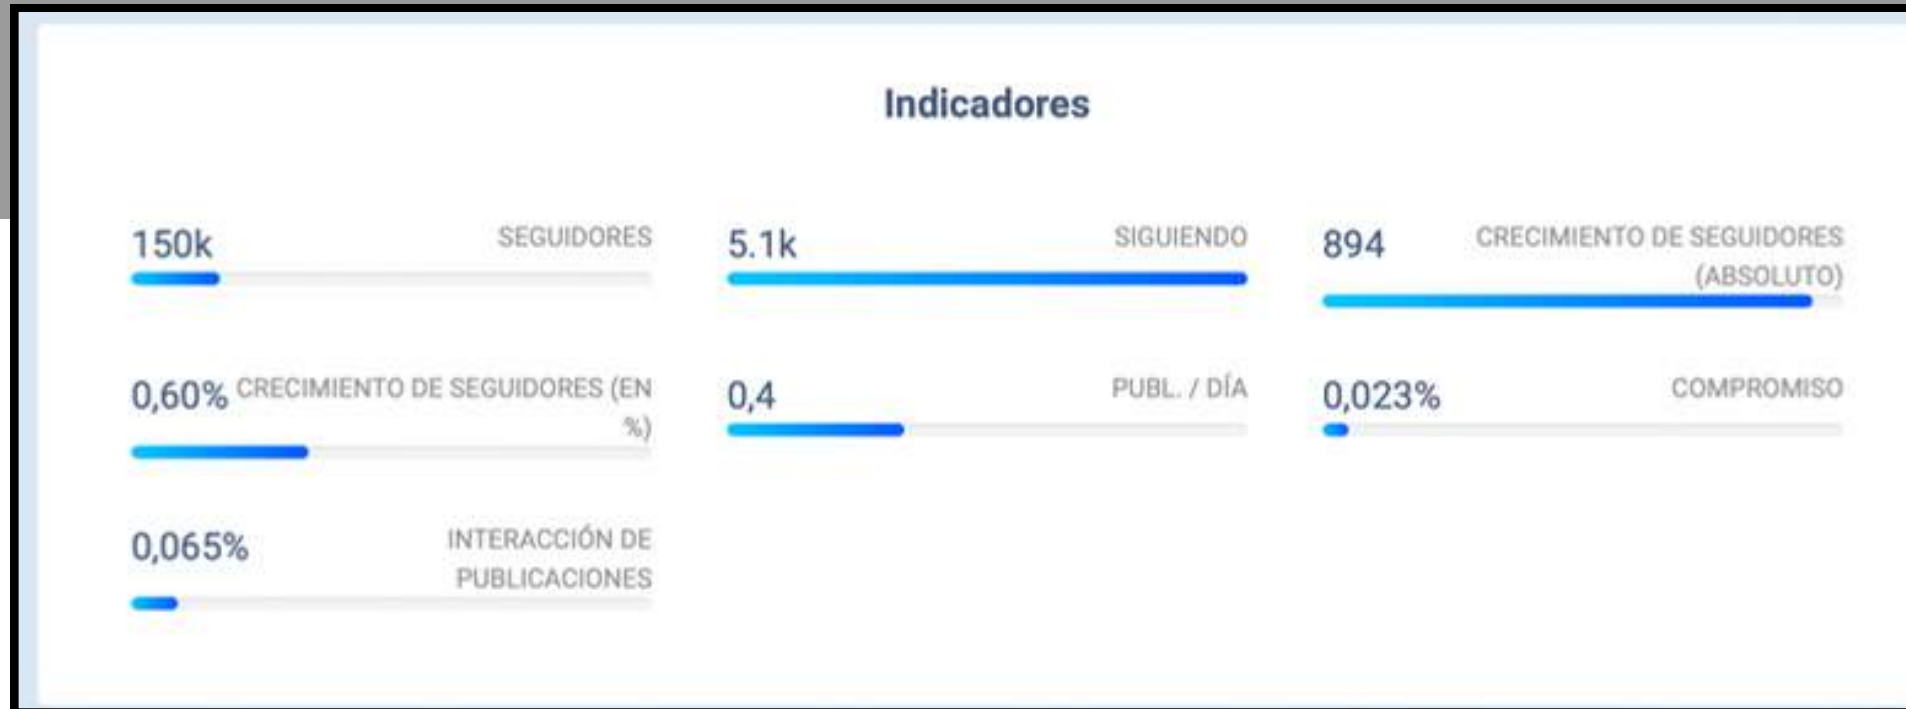 Indicadores
150k SEGUIDORES
5.1k SIGUIENDO
894 CRECIMIENTO DE SEGUIDORES
(ABSOLUTO)
0,60% CRECIMIENTO DE SEGUIDORES (EN
%)
0,4 PUBL. / DÍA
0,023% COMPROMISO
0,065% INTERACCIÓN DE
PUBLICACIONES